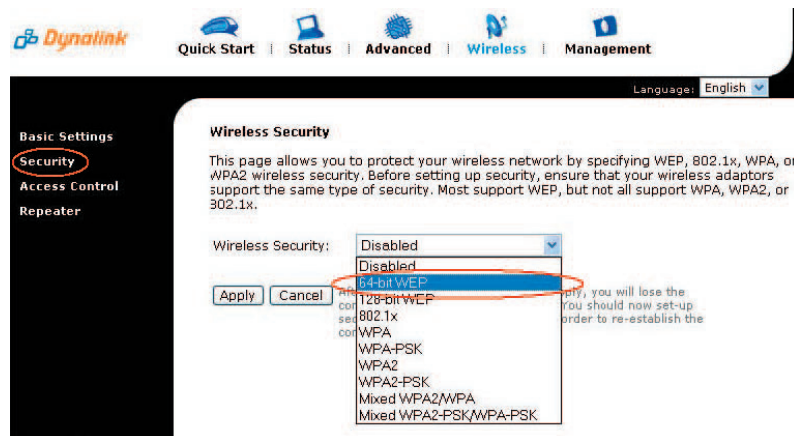 Dynalink
Quick Start | Status | Advanced | Wireless | Management
Language: English
Basic Settings
Security
Access Control
Repeater
Wireless Security
This page allows you to protect your wireless network by specifying WEP, 802.1x, WPA, or
WPA2 wireless security. Before setting up security, ensure that your wireless adaptors
support the same type of security. Most support WEP, but not all support WPA, WPA2, or
802.1x.
Wireless Security: Disabled
Disabled
64-bit WEP
128-bit WEP
802.1x
WPA
WPA-PSK
WPA2
WPA2-PSK
Mixed WPA2/WPA
Mixed WPA2-PSK/WPA-PSK
Apply Cancel
you will lose the
You should now set-up
order to re-establish the